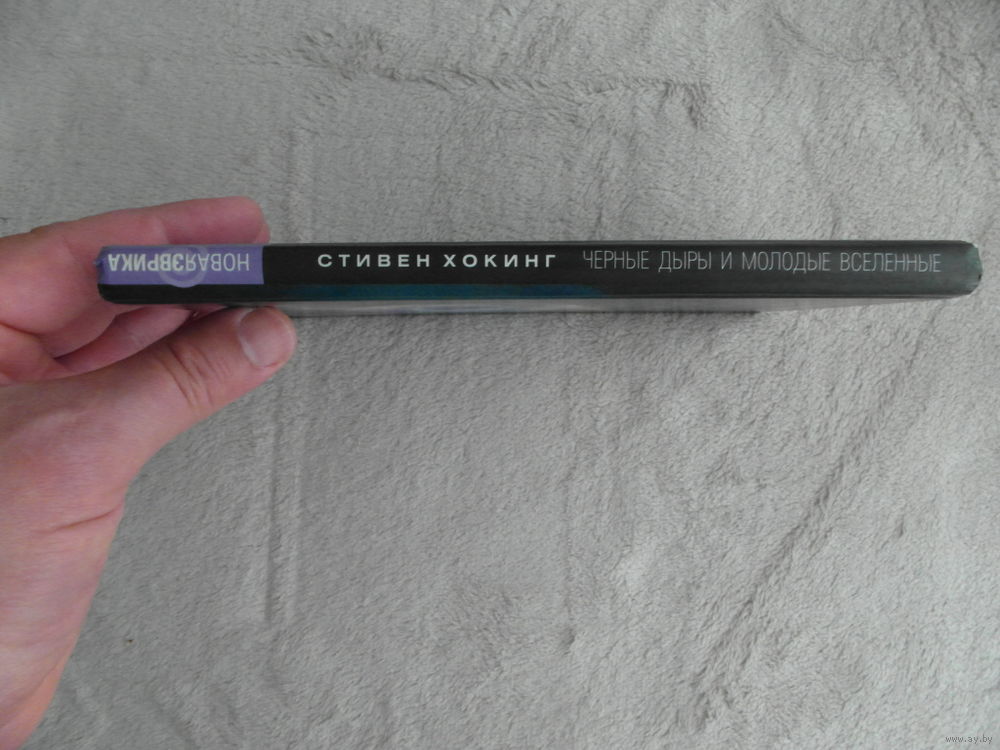 НОВАЯЭВРИКА
СТИВЕН ХОКИНГ ЧЕРНЫЕ ДЫРЫ И МОЛОДЫЕ ВСЕЛЕННЫЕ
www.ay.by